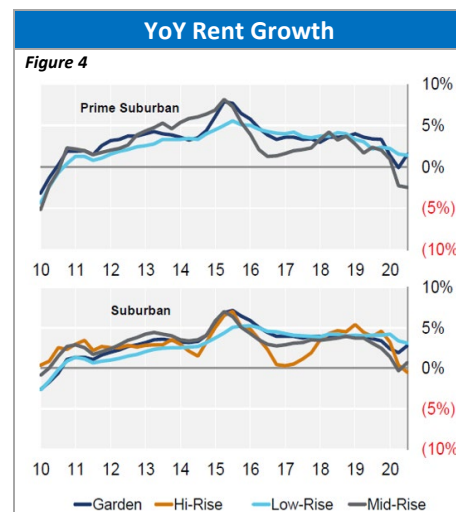 YoY Rent Growth
Figure 4
Prime Suburban
10%
5%
0%
(5%)
(10%
10 11 12 13 14 15 16 17 18 19 20
Suburban
10%
5%
0%
(5%)
(10%
10 11 12 13 14 15 16 17 18 19 20
Garden Hi-Rise Low-Rise Mid-Rise